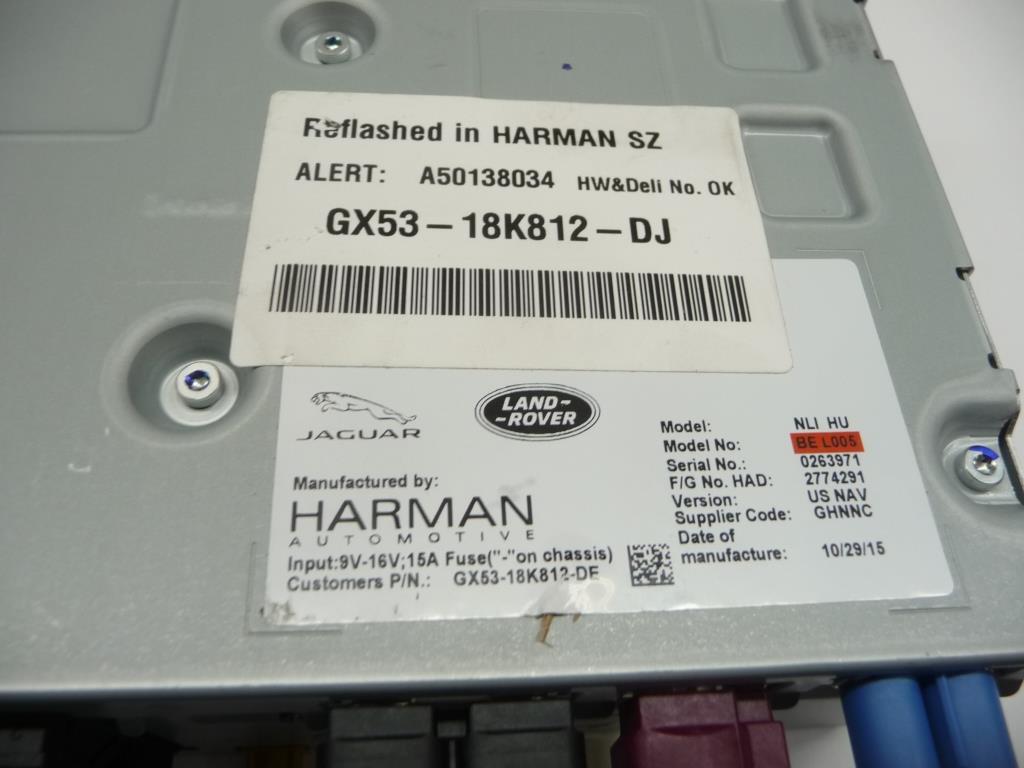 Reflashed in HARMAN SZ
ALERT: A50138034 HW&Deli No. OK
GX53-18K812-DJ
JAGUAR
LAND-
-ROVER
Manufactured by:
HARMAN
AUTOMOTIVE
Input:9V-16V;15A Fuse("-"on chassis)
Customers P/N.: GX53-18K812-DE
Model: NLI HU
Model No: BE L005
Serial No.: 0263971
F/G No. HAD: 2774291
Version: US NAV
Supplier Code: GHNNC
Date of
manufacture: 10/29/15